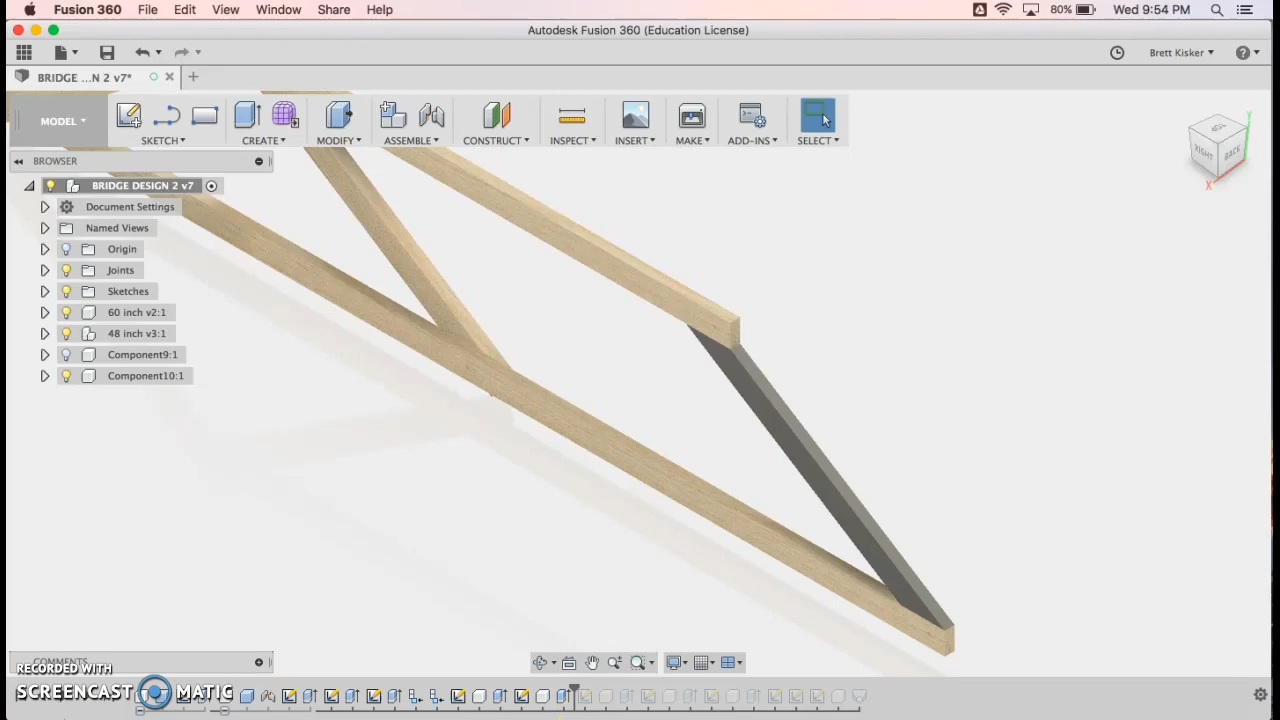 Fusion 360 File Edit View Window Share Help 80% Wed 9:54 PM
Autodesk Fusion 360 (Education License)
Brett Kisker
BRIDGE ...N 2 v7*
MODEL
SKETCH CREATE MODIFY ASSEMBLE CONSTRUCT INSPECT INSERT MAKE ADD-INS SELECT
BROWSER
BRIDGE DESIGN 2 v7
Document Settings
Named Views
Origin
Joints
Sketches
60 inch v2:1
48 inch v3:1
Component9:1
Component10:1
RIGHT BACK
Y
X
COMMENTS
RECORDED WITH
SCREENCAST MATIC